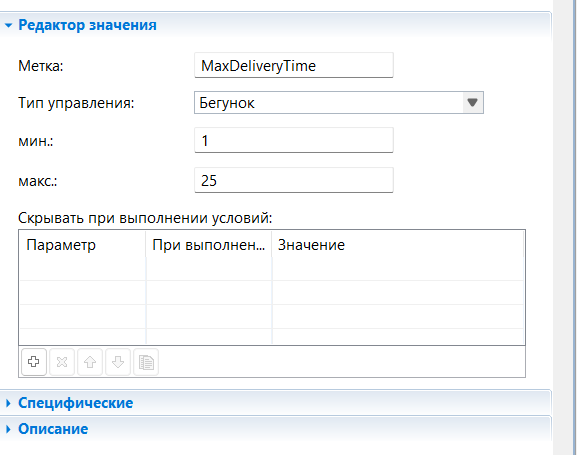 Редактор значения
Метка: MaxDeliveryTime
Тип управления: Бегунок
мин.: 1
макс.: 25
Скрывать при выполнении условий:
Параметр При выполнен... Значение
Специфические
Описание